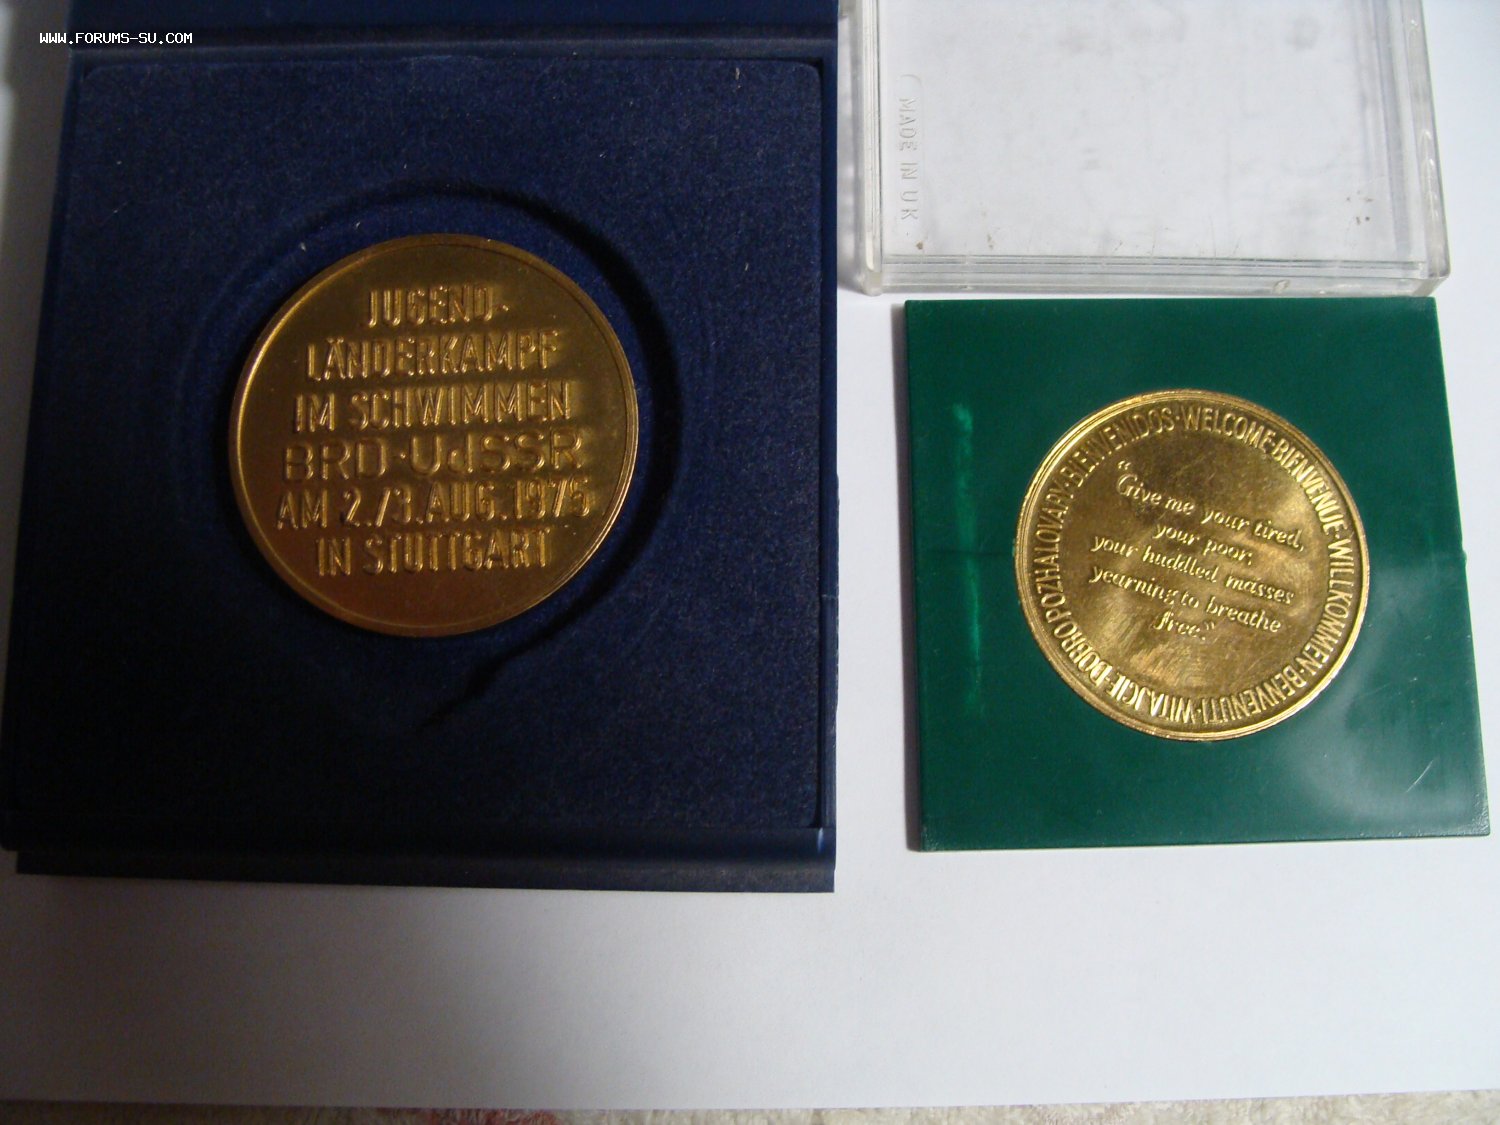 WWW.FORUMS-SU.COM
JUGEND-
LÄNDERKAMPF
IM SCHWIMMEN
BRD-UdSSR
AM 2./3.AUG.1975
IN STUTTGART
MADE IN UK
DOBRO POZHALOVAPY·BIENVENIDOS·WELCOME·BIENVENUE·WILLKOMMEN·BENVENUTI·WITAJCIE·
"Give me your tired,
your poor,
your huddled masses
yearning to breathe
free."